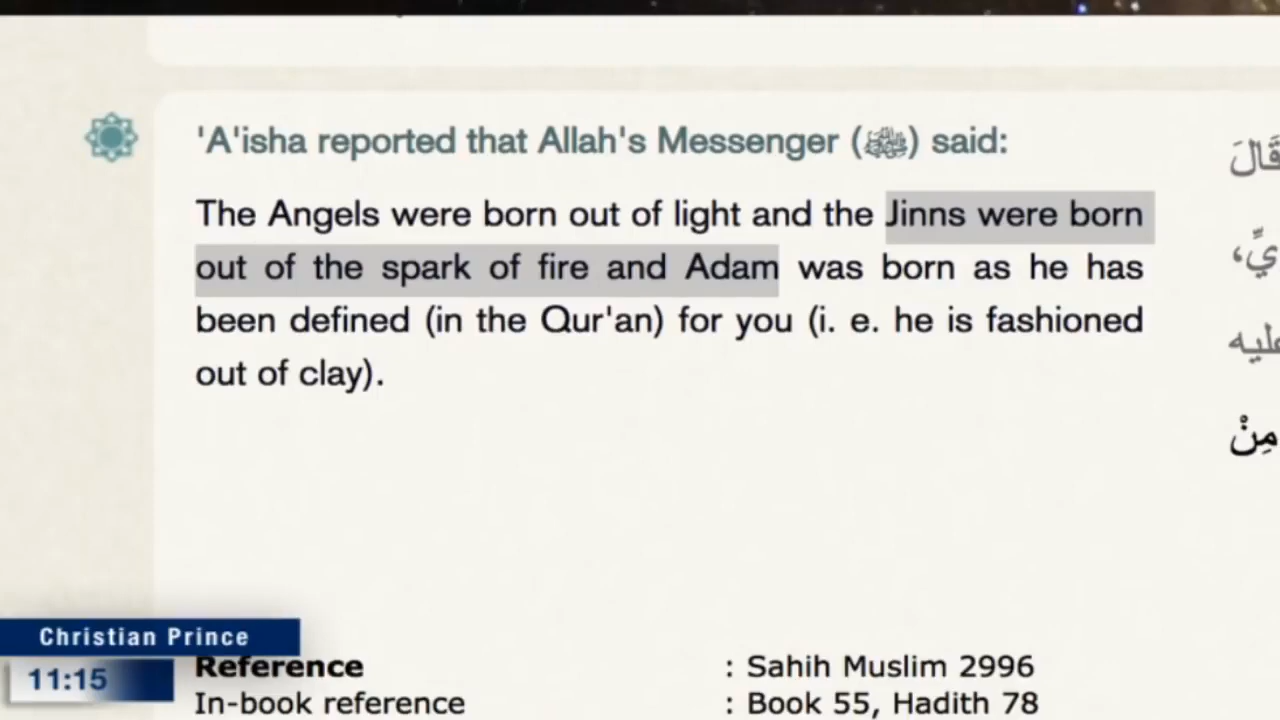 'A'isha reported that Allah's Messenger (ﷺ) said:
The Angels were born out of light and the Jinns were born
out of the spark of fire and Adam was born as he has
been defined (in the Qur'an) for you (i. e. he is fashioned
out of clay).
قَالَ
يِّ،
عليه
مِنْ
Christian Prince
11:15
Reference : Sahih Muslim 2996
In-book reference : Book 55, Hadith 78